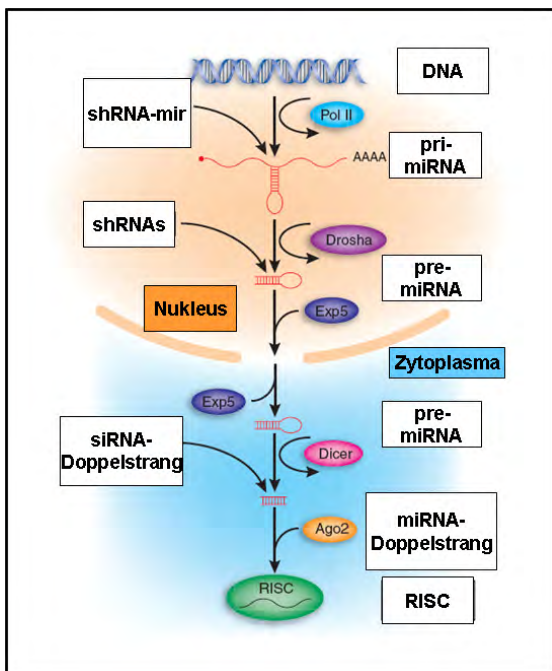 DNA
shRNA-mir
Pol II
AAAA
pri-
miRNA
shRNAs
Drosha
pre-
miRNA
Nukleus
Exp5
Zytoplasma
Exp5
pre-
miRNA
siRNA-
Doppelstrang
Dicer
miRNA-
Doppelstrang
Ago2
RISC
RISC